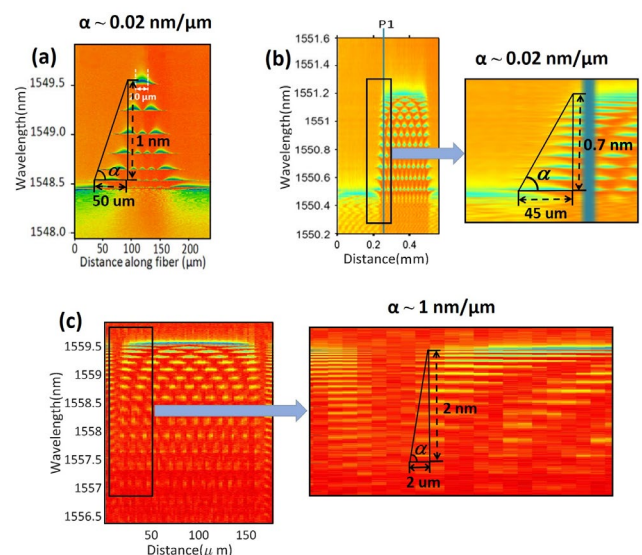 α ~ 0.02 nm/μm
(a)
Wavelength(nm)
1549.5
1549.0
1548.5
1548.0
0 μm
1 nm
α
50 um
0 50 100 150 200
Distance along fiber (μm)
(b)
P1
Wavelength(nm)
1551.6
1551.4
1551.2
1551
1550.8
1550.6
1550.4
1550.2
0 0.2 0.4
Distance(mm)
α ~ 0.02 nm/μm
0.7 nm
α
45 um
(c)
Wavelength(nm)
1559.5
1559
1558.5
1558
1557.5
1557
1556.5
50 100 150
Distance(μ m)
α ~ 1 nm/μm
2 nm
α
2 um